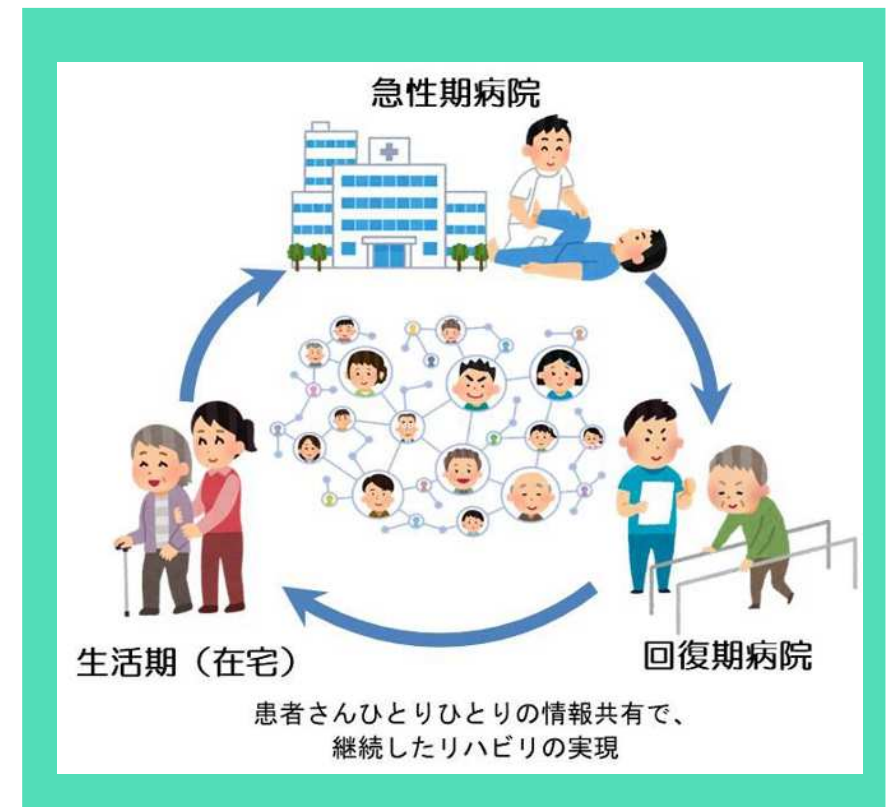 急性期病院
生活期（在宅）
回復期病院
患者さんひとりひとりの情報共有で、
継続したリハビリの実現